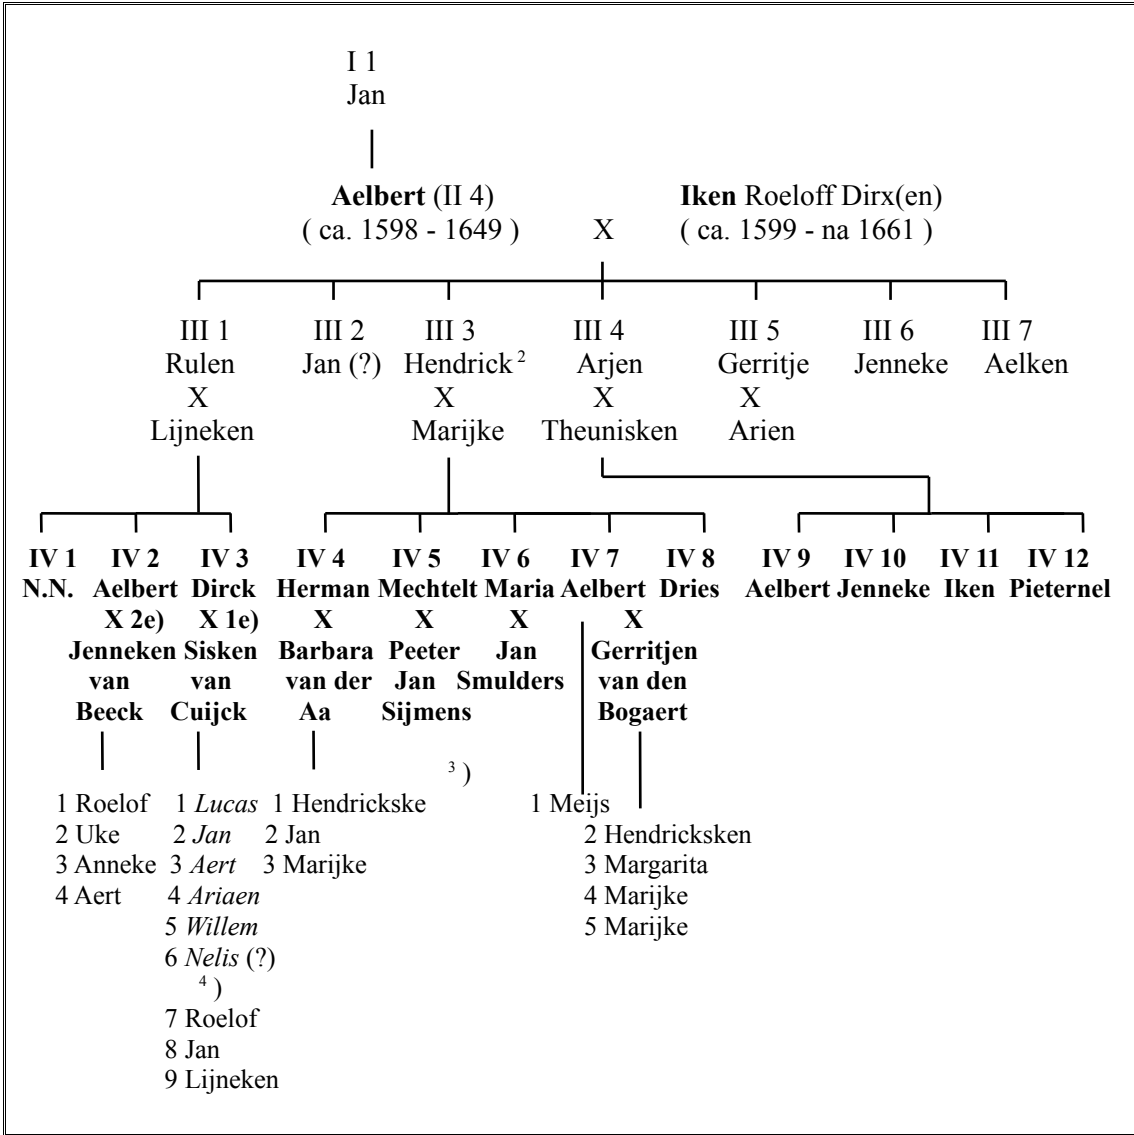 I 1
Jan
Aelbert (II 4) Iken Roeloff Dirx(en)
( ca. 1598 - 1649 ) X ( ca. 1599 - na 1661 )
III 1 III 2 III 3 III 4 III 5 III 6 III 7
Rulen Jan (?) Hendrick 2 Arjen Gerritje Jenneke Aelken
X X X X
Lijneken Marijke Theunisken Arien
IV 1 IV 2 IV 3 IV 4 IV 5 IV 6 IV 7 IV 8 IV 9 IV 10 IV 11 IV 12
N.N. Aelbert Dirck Herman Mechtelt Maria Aelbert Dries Aelbert Jenneke Iken Pieternel
X 2e) X 1e) X X X X
Jenneken Sisken Barbara Peeter Jan Gerritjen
van van van der Jan Smulders van den
Beeck Cuijck Aa Sijmens Bogaert
3 )
1 Roelof 1 Lucas 1 Hendrickske 1 Meijs
2 Uke 2 Jan 2 Jan 2 Hendricksken
3 Anneke 3 Aert 3 Marijke 3 Margarita
4 Aert 4 Ariaen 4 Marijke
5 Willem 5 Marijke
6 Nelis (?)
4 )
7 Roelof
8 Jan
9 Lijneken